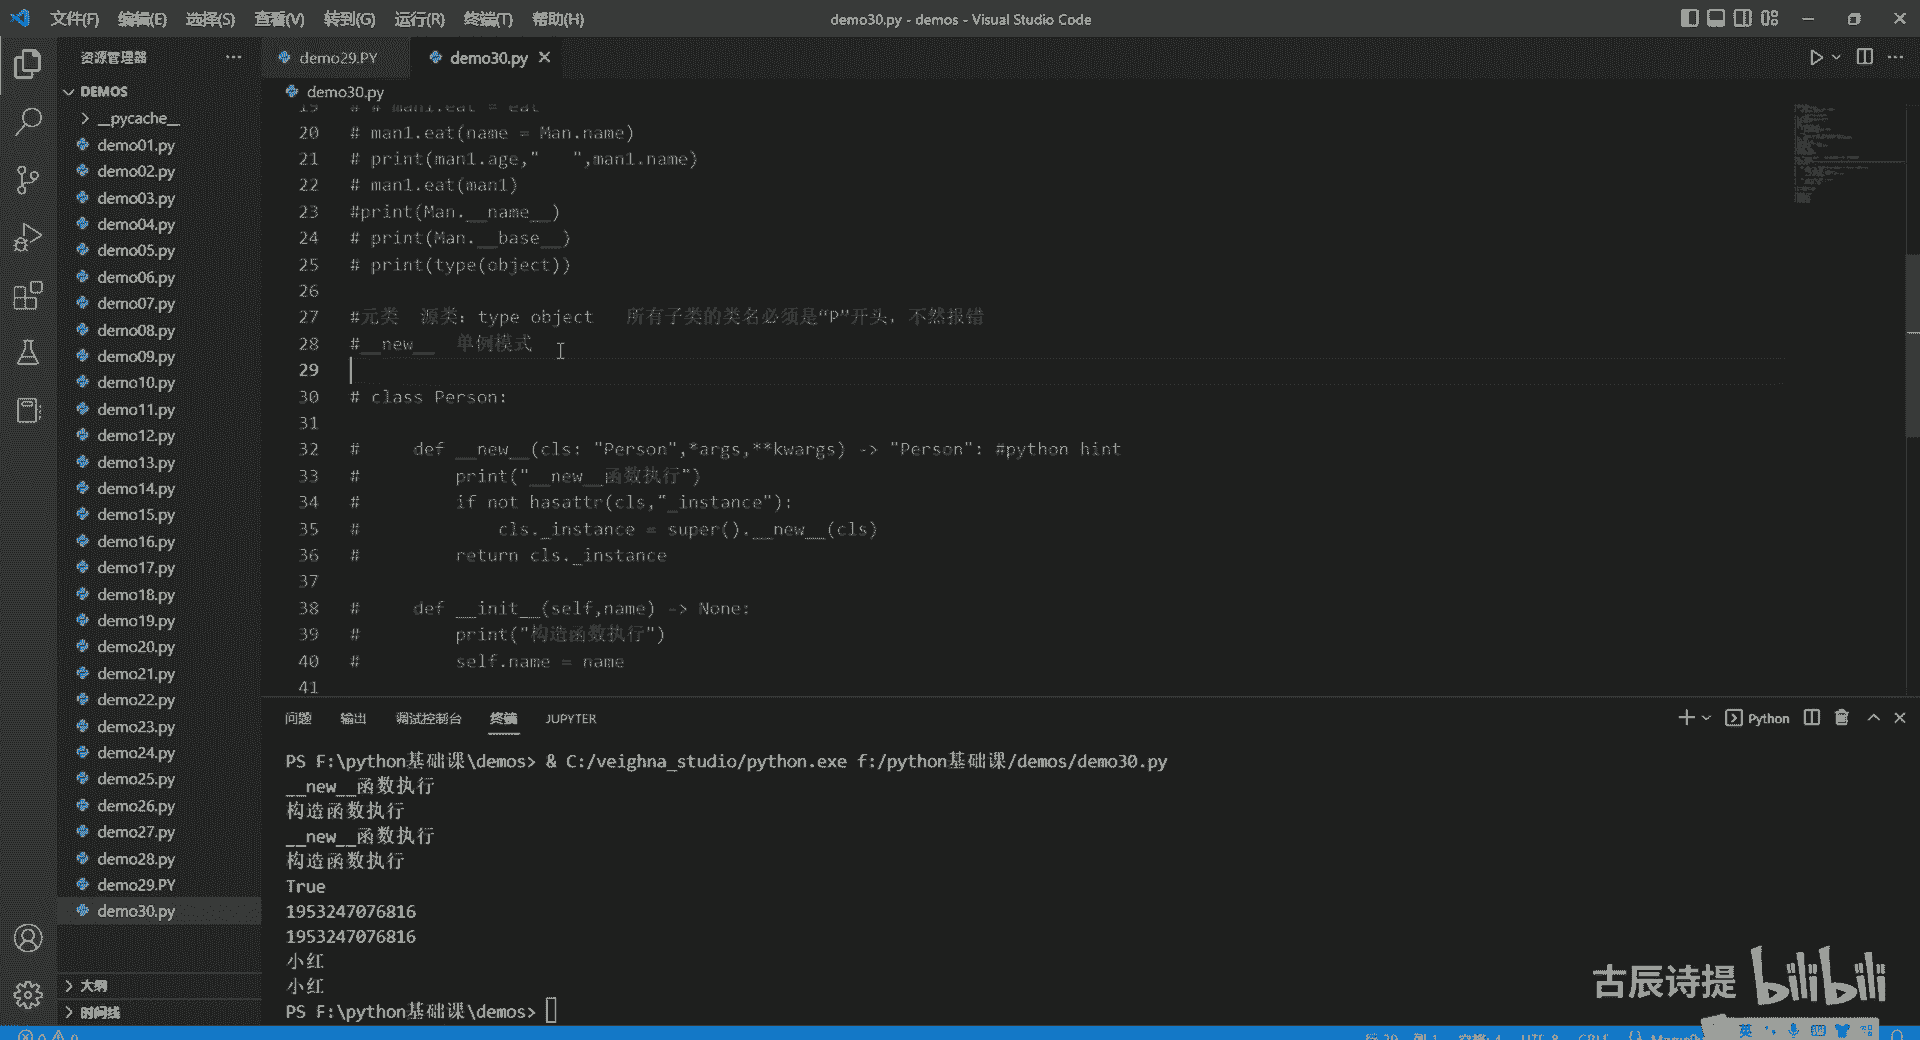 文件(F) 编辑(E) 选择(S) 查看(V) 转到(G) 运行(R) 终端(T) 帮助(H)
demo30.py - demos - Visual Studio Code
资源管理器
demo29.PY
demo30.py
DEMOS
__pycache__
demo01.py
demo02.py
demo03.py
demo04.py
demo05.py
demo06.py
demo07.py
demo08.py
demo09.py
demo10.py
demo11.py
demo12.py
demo13.py
demo14.py
demo15.py
demo16.py
demo17.py
demo18.py
demo19.py
demo20.py
demo21.py
demo22.py
demo23.py
demo24.py
demo25.py
demo26.py
demo27.py
demo28.py
demo29.PY
demo30.py
大纲
时间线
demo30.py
19 # # man1.eat = eat
20 # man1.eat(name = Man.name)
21 # print(man1.age,"   ",man1.name)
22 # man1.eat(man1)
23 #print(Man.__name__)
24 # print(Man.__base__)
25 # print(type(object))
26
27 #元类  源类：type object   所有子类的类名必须是“P”开头，不然报错
28 #__new__  单例模式
29
30 # class Person:
31
32 #     def __new__(cls: "Person",*args,**kwargs) -> "Person": #python hint
33 #         print("__new__函数执行")
34 #         if not hasattr(cls,"_instance"):
35 #             cls._instance = super().__new__(cls)
36 #         return cls._instance
37
38 #     def __init__(self,name) -> None:
39 #         print("构造函数执行")
40 #         self.name = name
41
问题 输出 调试控制台 终端 JUPYTER
Python
PS F:\python基础课\demos> & C:/veighna_studio/python.exe f:/python基础课/demos/demo30.py
__new__函数执行
构造函数执行
__new__函数执行
构造函数执行
True
1953247076816
1953247076816
小红
小红
PS F:\python基础课\demos>
古辰诗提 bilibili
英